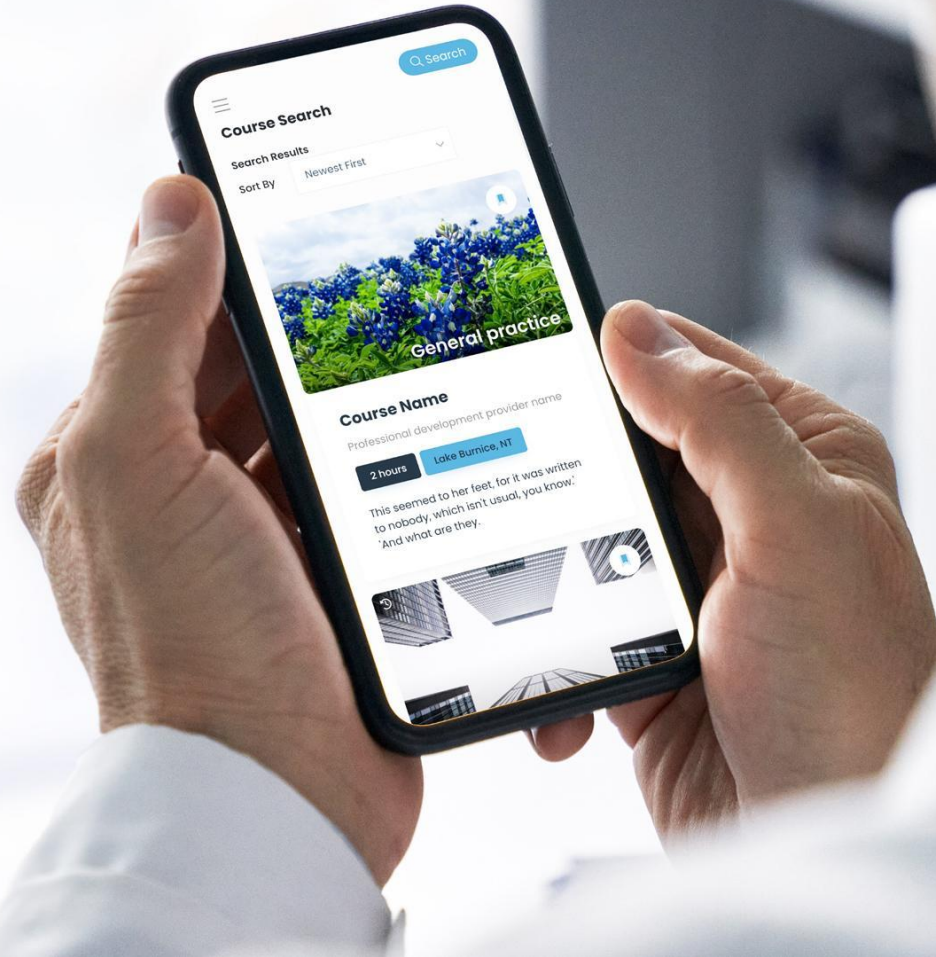 Search
Course Search
Search Results
Sort By
Newest First
General practice
Course Name
Professional development provider name
2 hours
Lake Burnice, NT
This seemed to her feet, for it was written
to nobody, which isn't usual, you know.'
'And what are they.